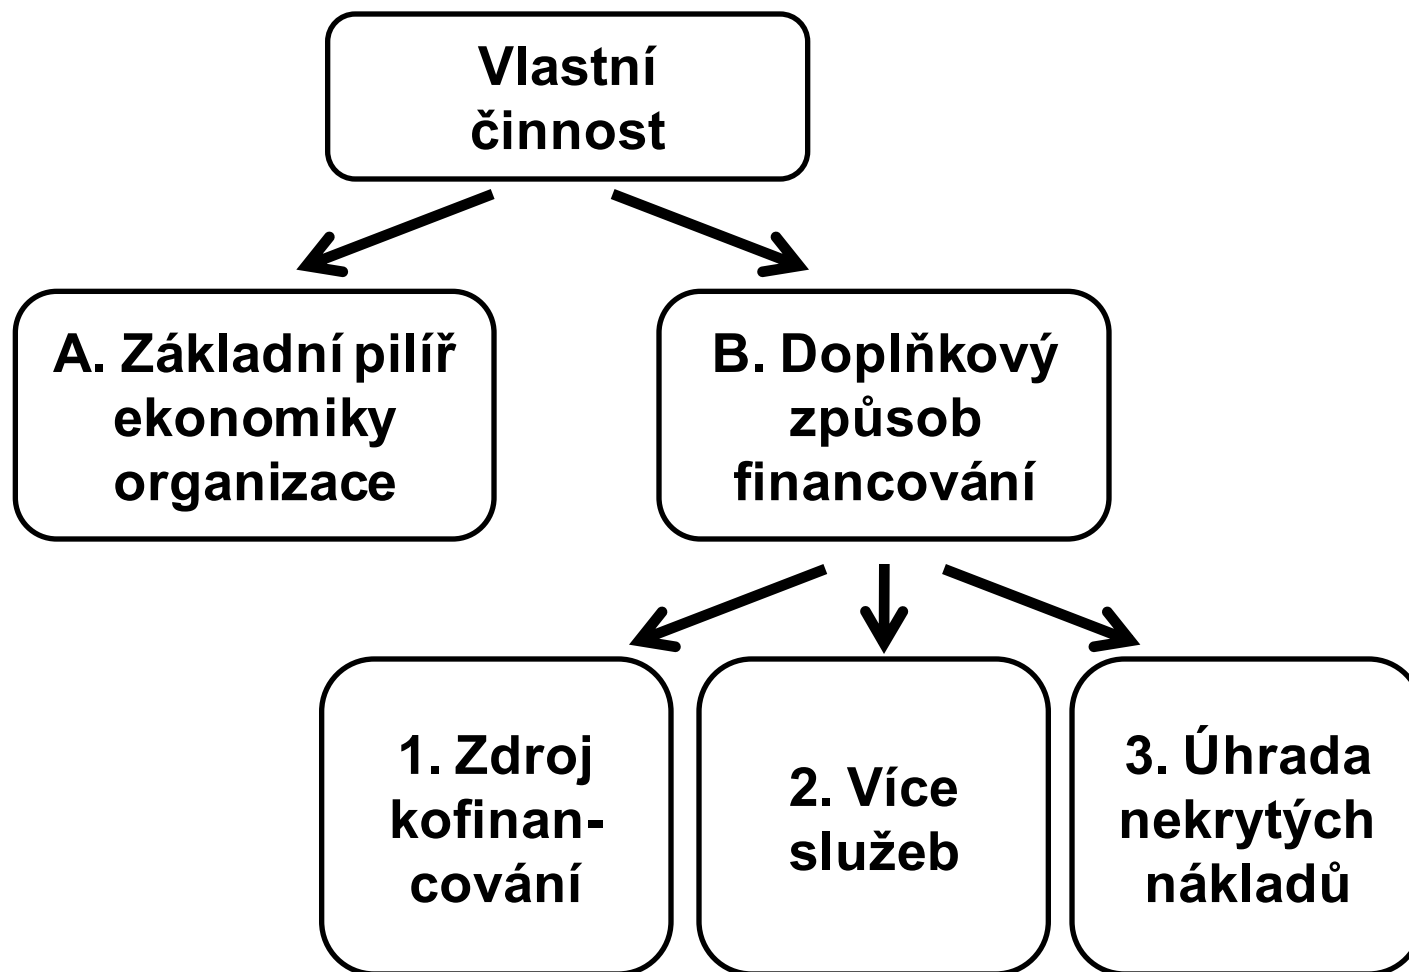 Vlastní
činnost
A. Základní pilíř
ekonomiky
organizace
B. Doplňkový
způsob
financování
1. Zdroj
kofinan-
cování
2. Více
služeb
3. Úhrada
nekrytých
nákladů